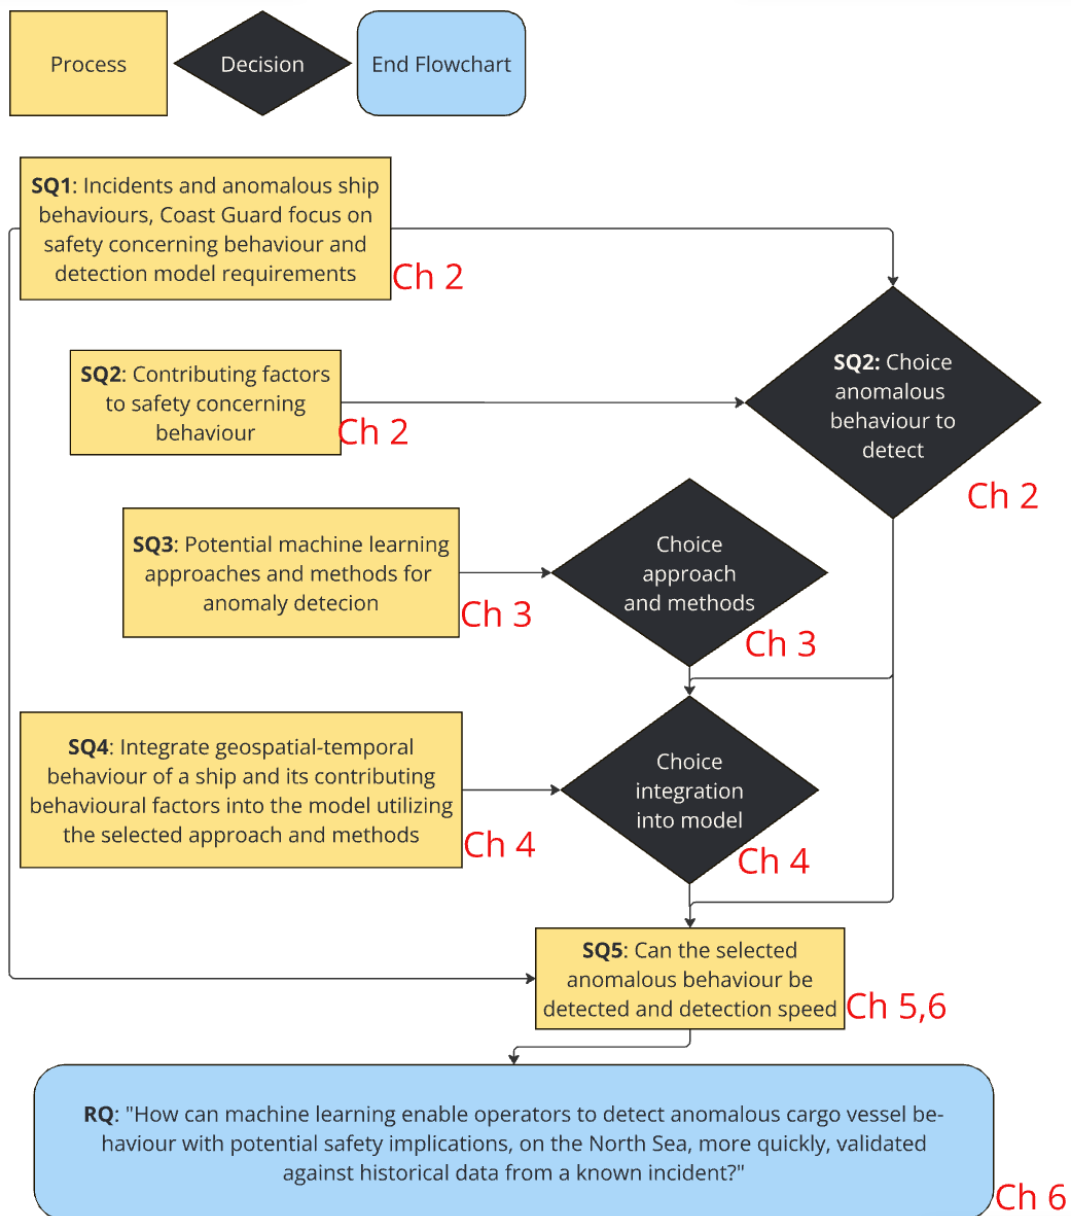 Process
Decision
End Flowchart
SQ1: Incidents and anomalous ship
behaviours, Coast Guard focus on
safety concerning behaviour and
detection model requirements
Ch 2
SQ2: Contributing factors
to safety concerning
behaviour
Ch 2
SQ2: Choice
anomalous
behaviour to
detect
Ch 2
SQ3: Potential machine learning
approaches and methods for
anomaly detecion
Ch 3
Choice
approach
and methods
Ch 3
SQ4: Integrate geospatial-temporal
behaviour of a ship and its contributing
behavioural factors into the model utilizing
the selected approach and methods
Ch 4
Choice
integration
into model
Ch 4
SQ5: Can the selected
anomalous behaviour be
detected and detection speed
Ch 5,6
RQ: "How can machine learning enable operators to detect anomalous cargo vessel be-
haviour with potential safety implications, on the North Sea, more quickly, validated
against historical data from a known incident?"
Ch 6